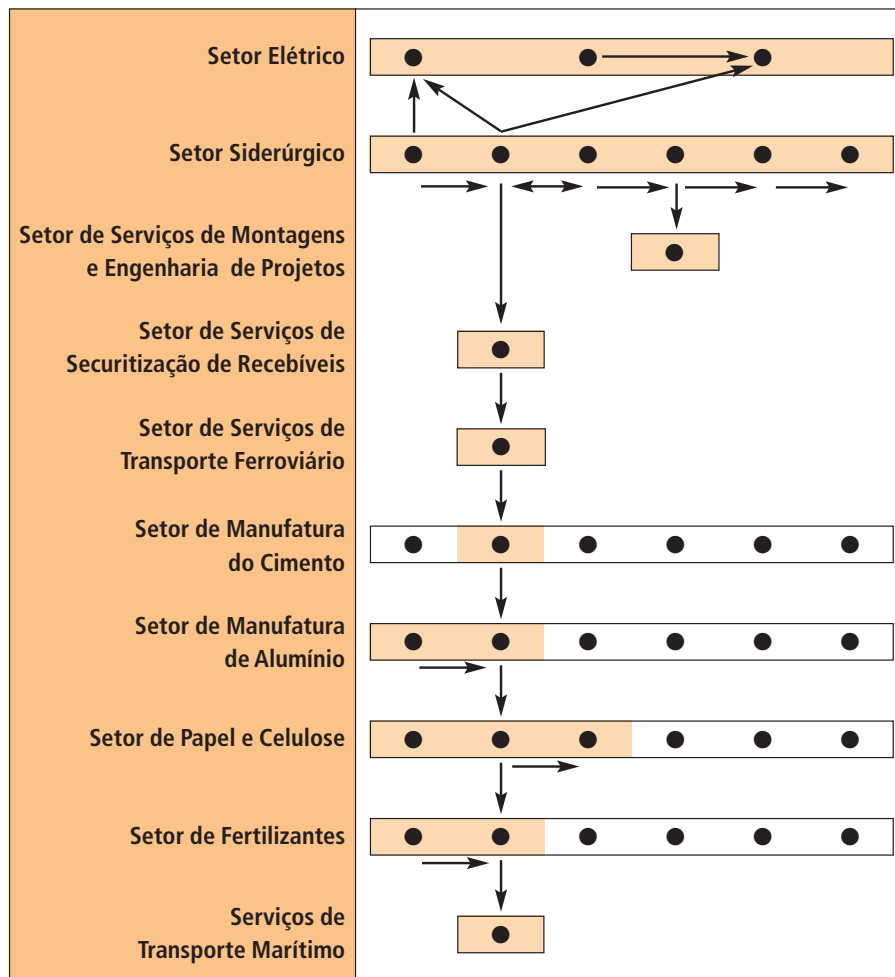 Setor Elétrico
Setor Siderúrgico
Setor de Serviços de Montagens
e Engenharia de Projetos
Setor de Serviços de
Securitização de Recebíveis
Setor de Serviços de
Transporte Ferroviário
Setor de Manufatura
do Cimento
Setor de Manufatura
de Alumínio
Setor de Papel e Celulose
Setor de Fertilizantes
Serviços de
Transporte Marítimo